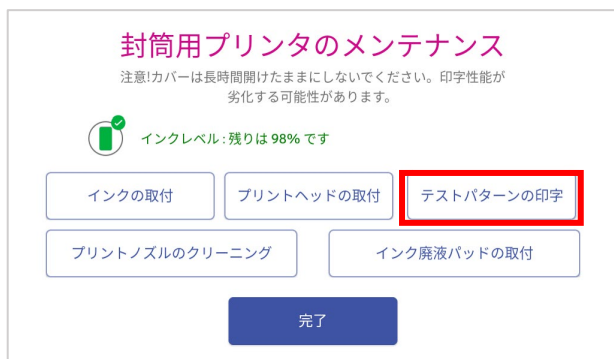 封筒用プリンタのメンテナンス
注意!カバーは長時間開けたままにしないでください。印字性能が
劣化する可能性があります。
インクレベル : 残りは 98% です
インクの取付
プリントヘッドの取付
テストパターンの印字
プリントノズルのクリーニング
インク廃液パッドの取付
完了